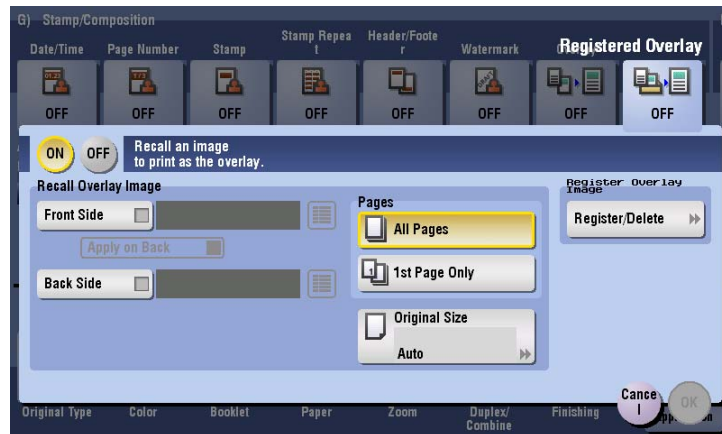 G) Stamp/Composition
Date/Time
Page Number
Stamp
Stamp Repea
t
Header/Foote
r
Watermark
Registered Overlay
OFF
OFF
OFF
OFF
OFF
OFF
OFF
OFF
ON
OFF
Recall an image
to print as the overlay.
Recall Overlay Image
Front Side
Apply on Back
Back Side
Pages
All Pages
1st Page Only
Original Size
Auto
Register Overlay
Image
Register/Delete
Cance
l
OK
Original Type
Color
Booklet
Paper
Zoom
Duplex/
Combine
Finishing